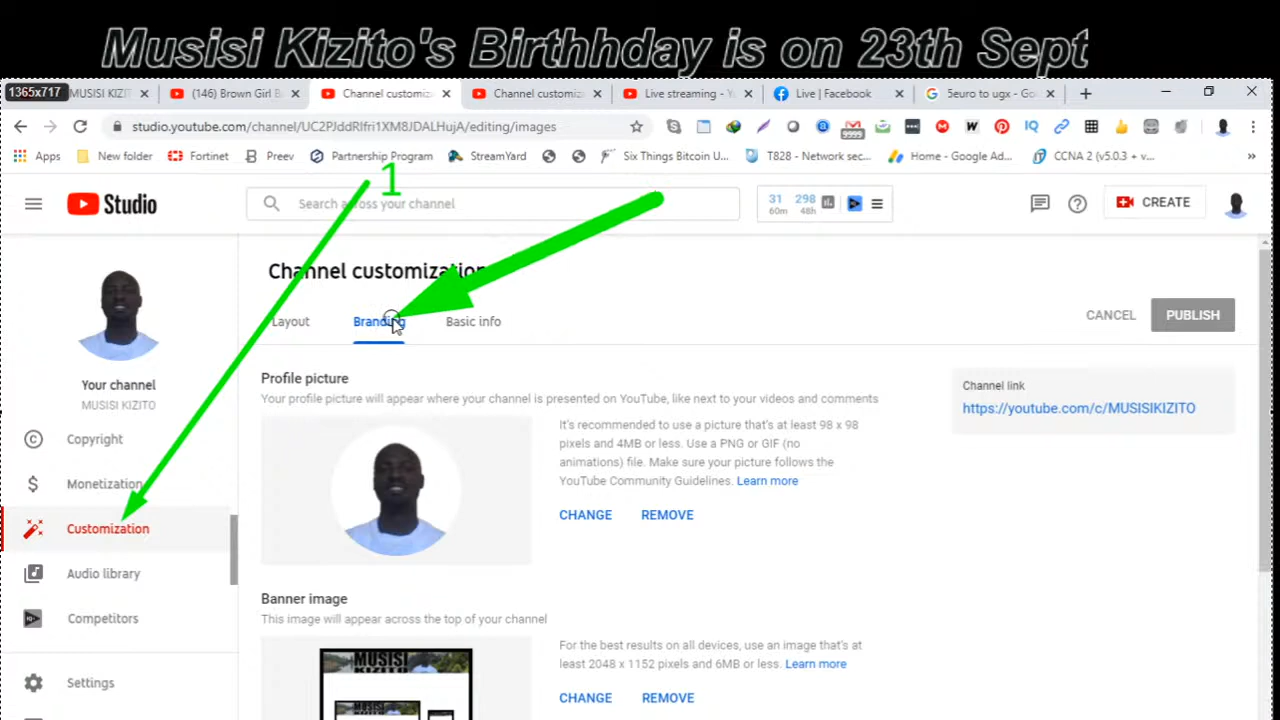 Musisi Kizito's Birthhday is on 23th Sept
1365x717
MUSISI KIZIT
(146) Brown Girl B
Channel customiz
Channel customiz
Live streaming - Y
Live | Facebook
5euro to ugx - Go
studio.youtube.com/channel/UC2PJddRlfri1XM8JDALHujA/editing/images
Apps
New folder
Fortinet
Preev
Partnership Program
StreamYard
Six Things Bitcoin U...
T828 - Network sec...
Home - Google Ad...
CCNA 2 (v5.0.3 + v...
1
Studio
Search across your channel
31 298
60m 48h
CREATE
Channel customization
Layout
Branding
Basic info
CANCEL
PUBLISH
Your channel
MUSISI KIZITO
Copyright
Monetization
Customization
Audio library
Competitors
Settings
Profile picture
Your profile picture will appear where your channel is presented on YouTube, like next to your videos and comments
It's recommended to use a picture that's at least 98 x 98
pixels and 4MB or less. Use a PNG or GIF (no
animations) file. Make sure your picture follows the
YouTube Community Guidelines. Learn more
CHANGE
REMOVE
Channel link
https://youtube.com/c/MUSISIKIZITO
Banner image
This image will appear across the top of your channel
MUSISI
KIZITO
For the best results on all devices, use an image that's at
least 2048 x 1152 pixels and 6MB or less. Learn more
CHANGE
REMOVE